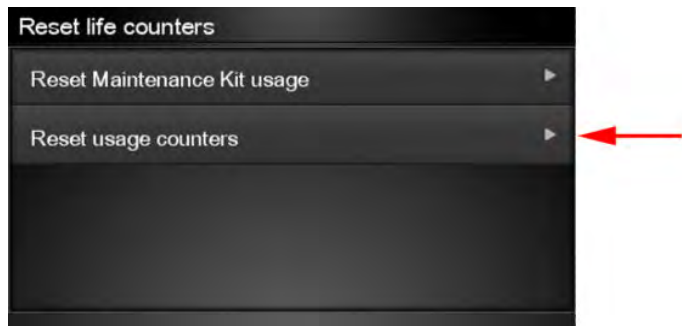 Reset life counters
Reset Maintenance Kit usage
Reset usage counters